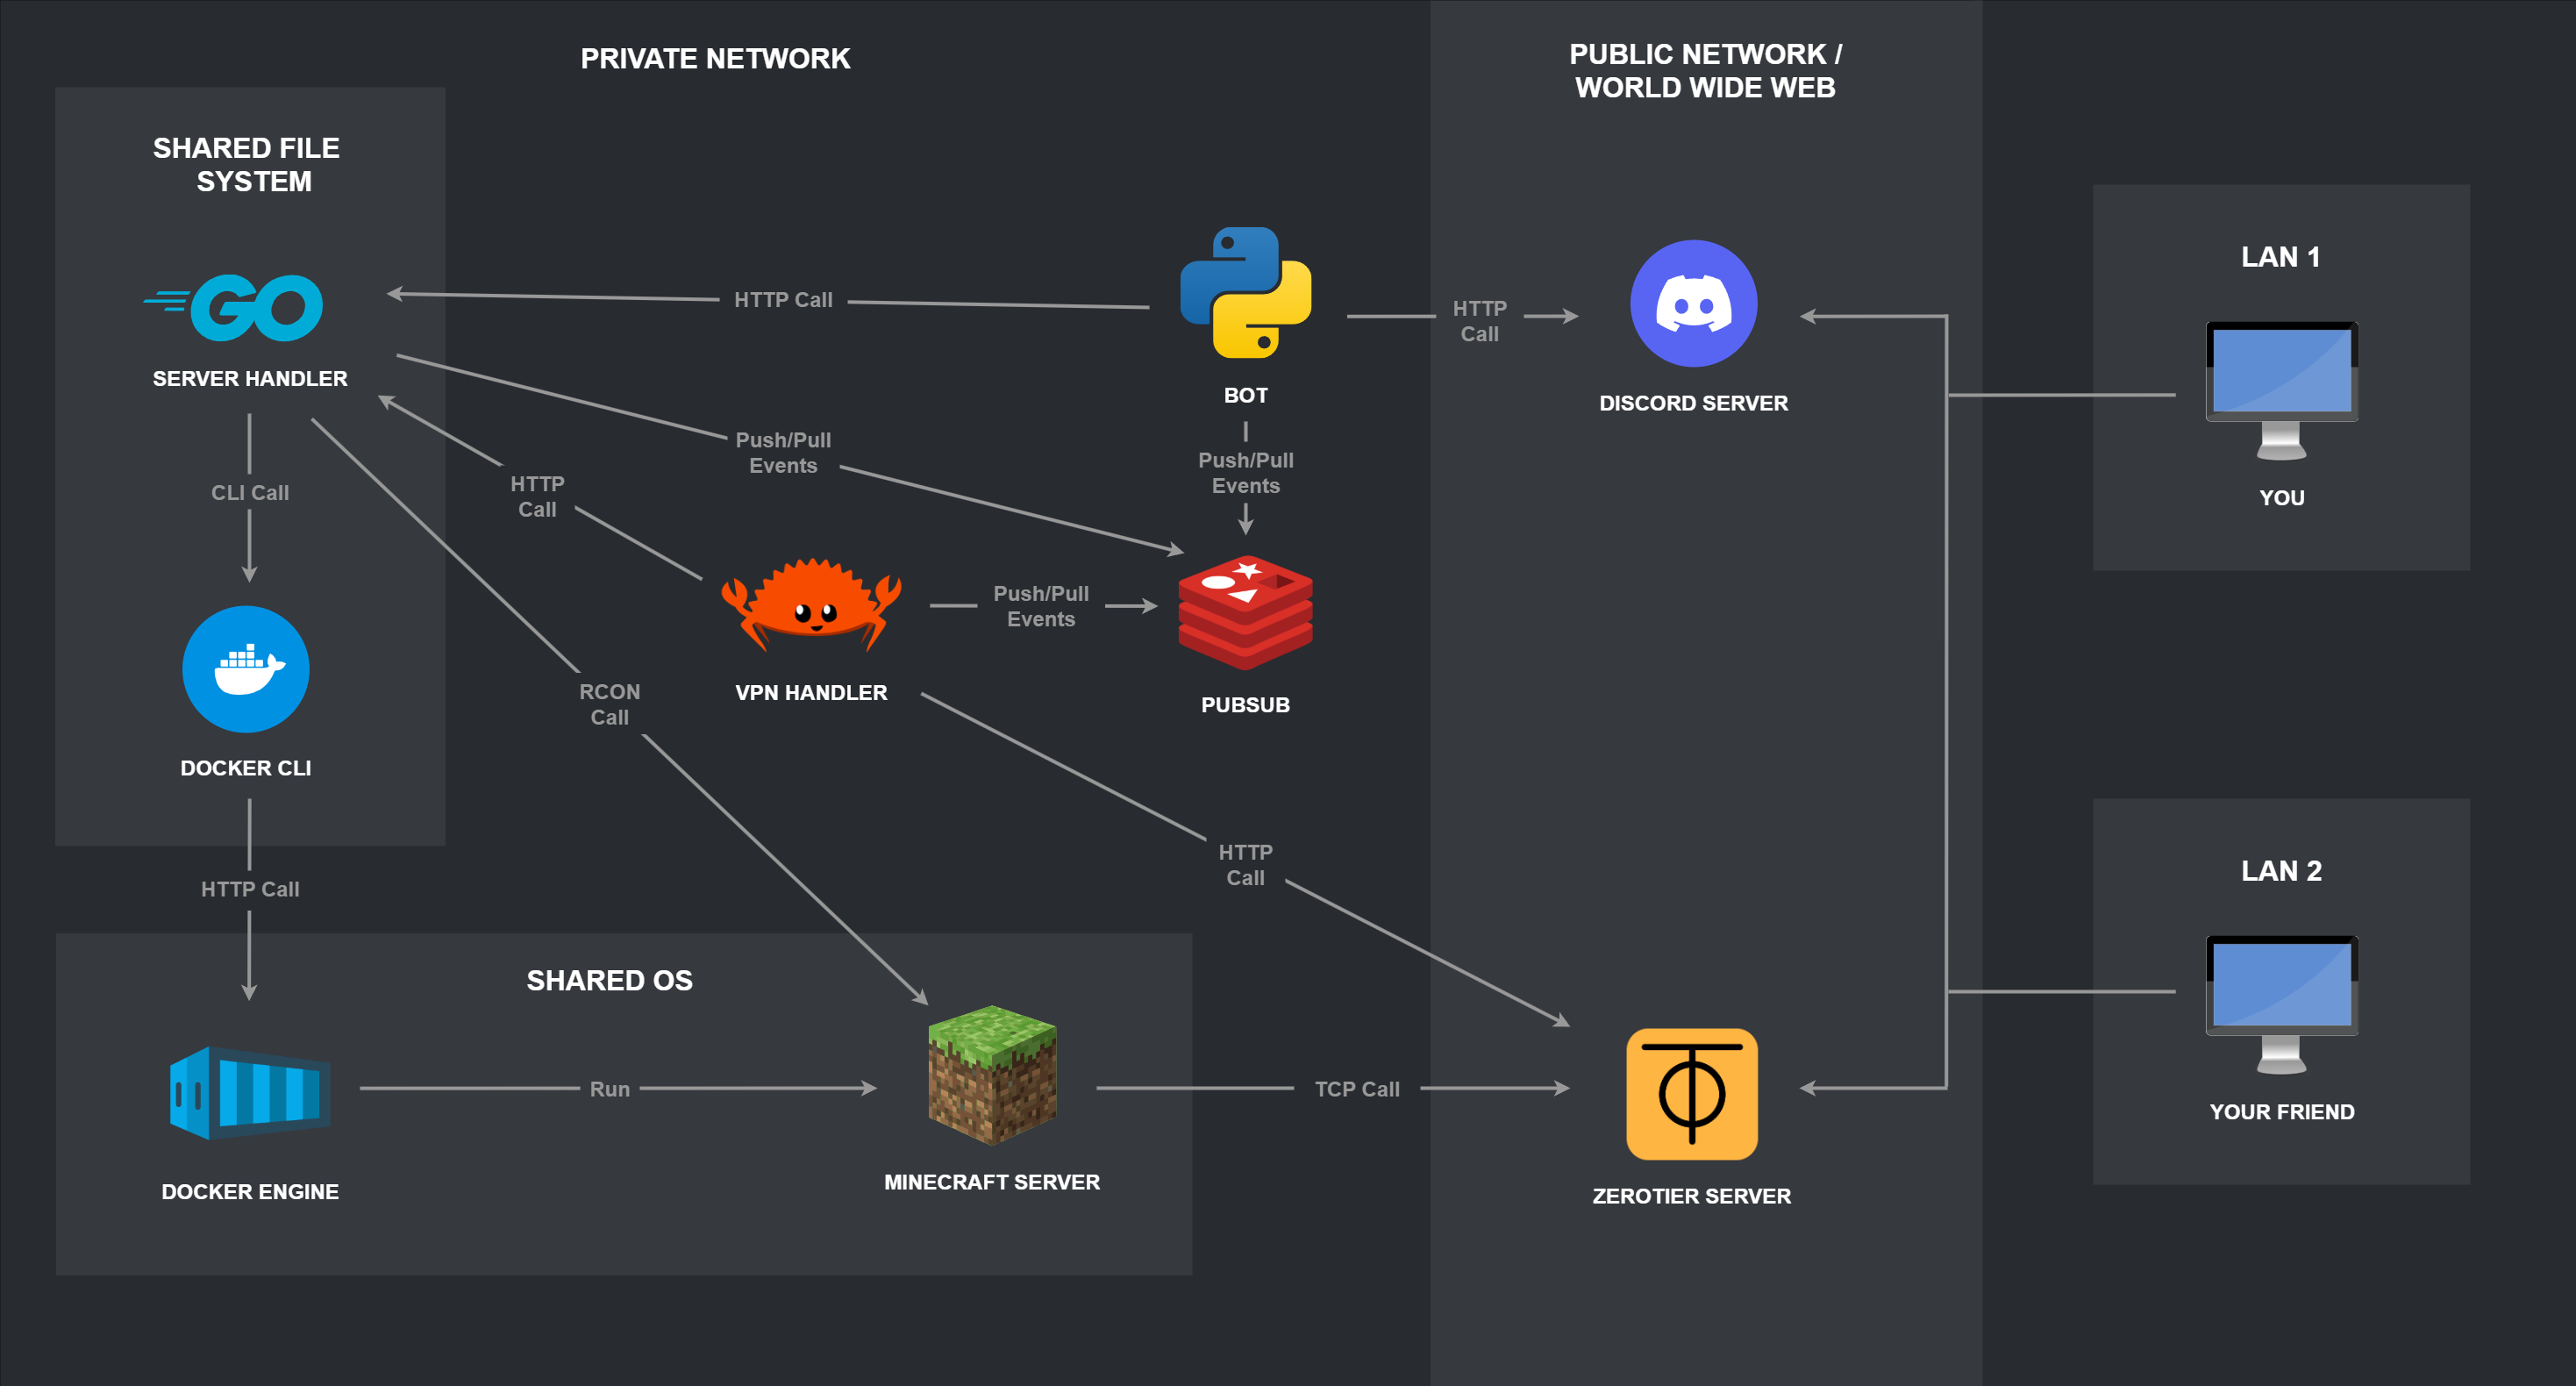 PRIVATE NETWORK
PUBLIC NETWORK /
WORLD WIDE WEB
SHARED FILE
SYSTEM
GO
SERVER HANDLER
HTTP Call
BOT
HTTP
Call
DISCORD SERVER
LAN 1
YOU
Push/Pull
Events
Push/Pull
Events
HTTP
Call
CLI Call
Push/Pull
Events
VPN HANDLER
PUBSUB
RCON
Call
DOCKER CLI
HTTP
Call
HTTP Call
LAN 2
YOUR FRIEND
SHARED OS
Run
TCP Call
DOCKER ENGINE
MINECRAFT SERVER
ZEROTIER SERVER